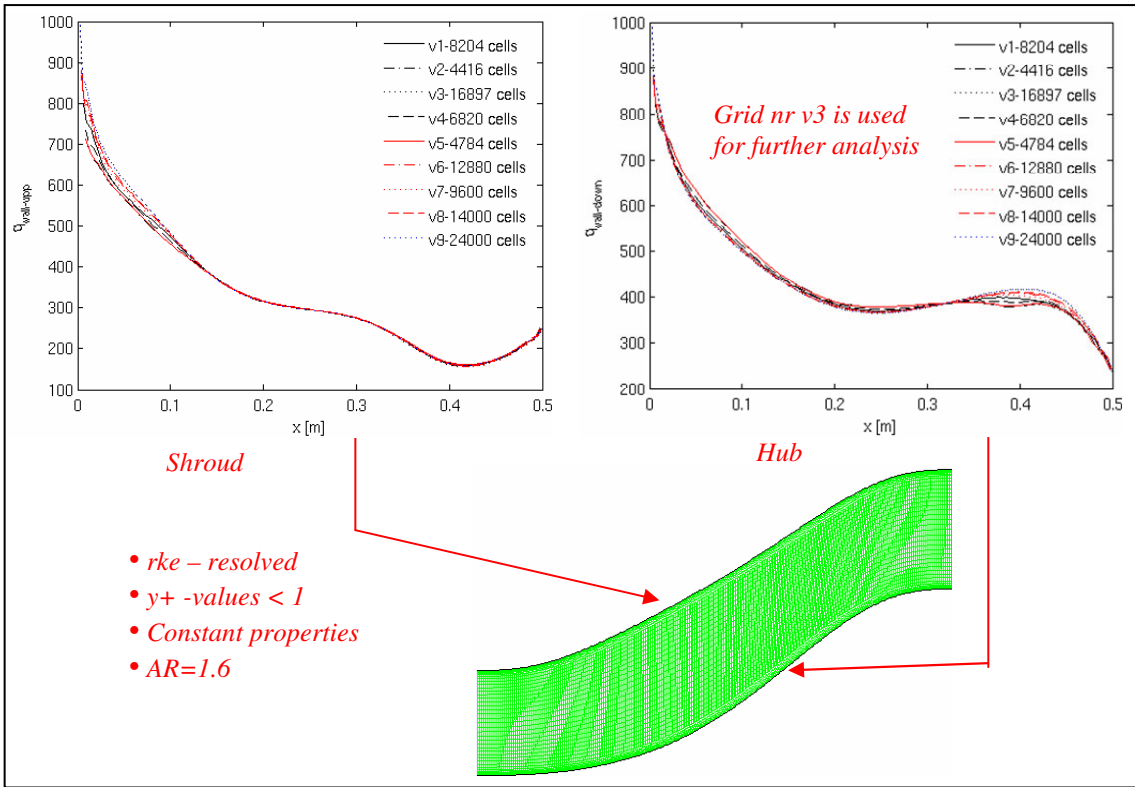 1000
900
800
700
600
500
400
300
200
100
0
0.1
0.2
0.3
0.4
0.5
x [m]
q wall-upp
v1-8204 cells
v2-4416 cells
v3-16897 cells
v4-6820 cells
v5-4784 cells
v6-12880 cells
v7-9600 cells
v8-14000 cells
v9-24000 cells
1000
900
800
700
600
500
400
300
200
0
0.1
0.2
0.3
0.4
0.5
x [m]
q wall-down
v1-8204 cells
v2-4416 cells
v3-16897 cells
v4-6820 cells
v5-4784 cells
v6-12880 cells
v7-9600 cells
v8-14000 cells
v9-24000 cells
Grid nr v3 is used
for further analysis
Shroud
Hub
• rke – resolved
• y+ -values < 1
• Constant properties
• AR=1.6